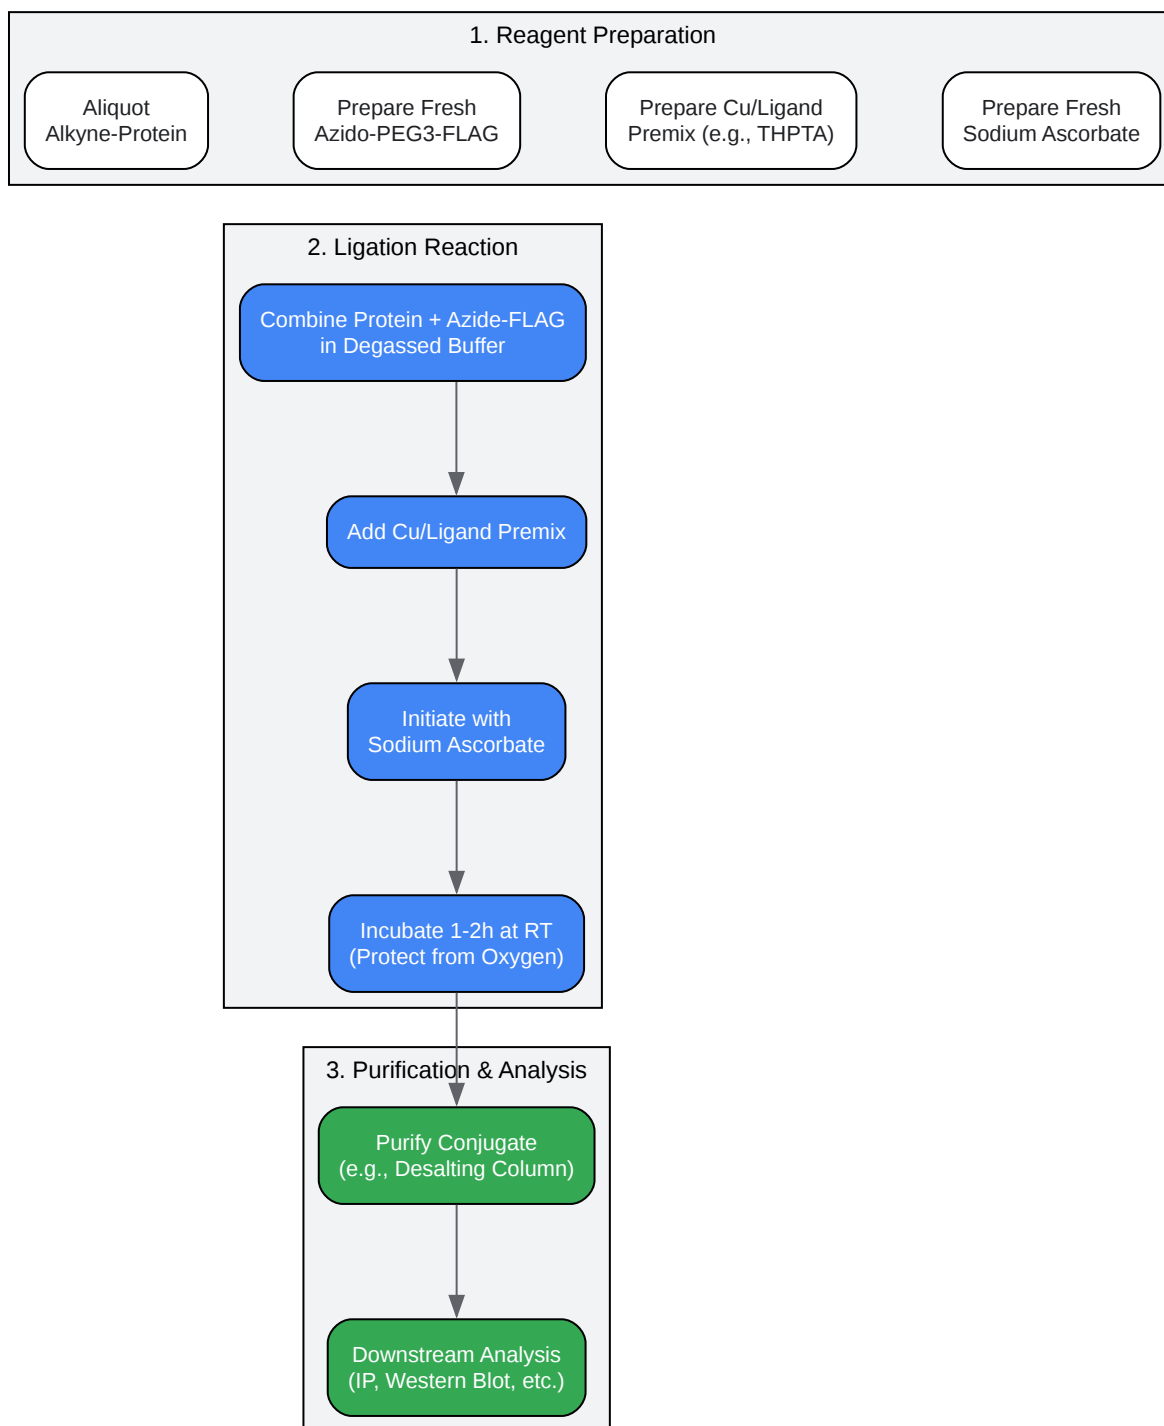 1. Reagent Preparation
Aliquot
Alkyne-Protein
Prepare Fresh
Azido-PEG3-FLAG
Prepare Cu/Ligand
Premix (e.g., THPTA)
Prepare Fresh
Sodium Ascorbate
2. Ligation Reaction
Combine Protein + Azide-FLAG
in Degassed Buffer
Add Cu/Ligand Premix
Initiate with
Sodium Ascorbate
Incubate 1-2h at RT
(Protect from Oxygen)
3. Purification & Analysis
Purify Conjugate
(e.g., Desalting Column)
Downstream Analysis
(IP, Western Blot, etc.)